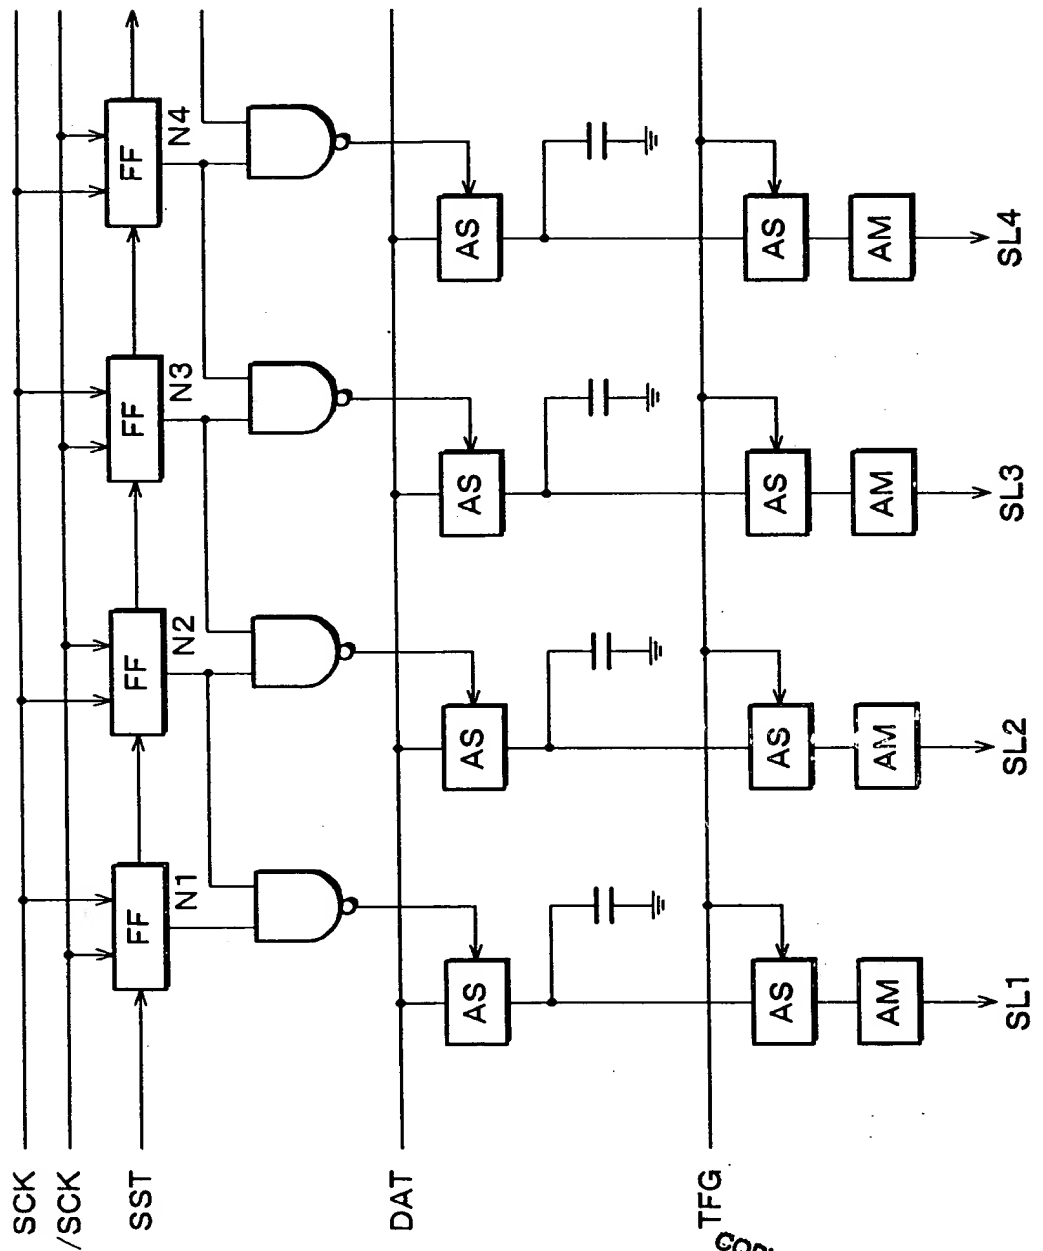 SCK
/SCK
SST
DAT
TFG
FF
FF
FF
FF
N1
N2
N3
N4
AS
AS
AS
AS
AS
AS
AS
AS
AM
AM
AM
AM
SL1
SL2
SL3
SL4